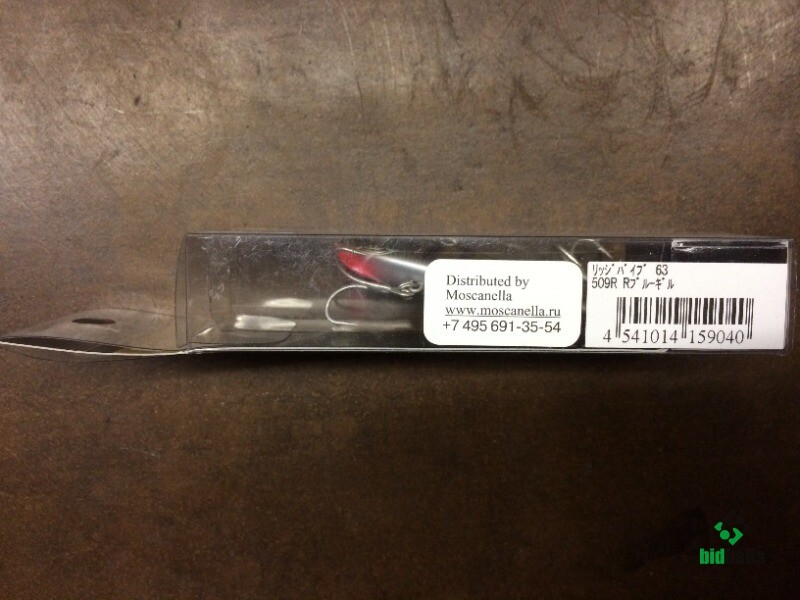 Distributed by
Moscanella
www.moscanella.ru
+7 495 691-35-54
ﾘｯｼﾞﾊﾞｲﾌﾞ 63
509R Rﾌﾞﾙｰｷﾞﾙ
4 541014 159040
bid